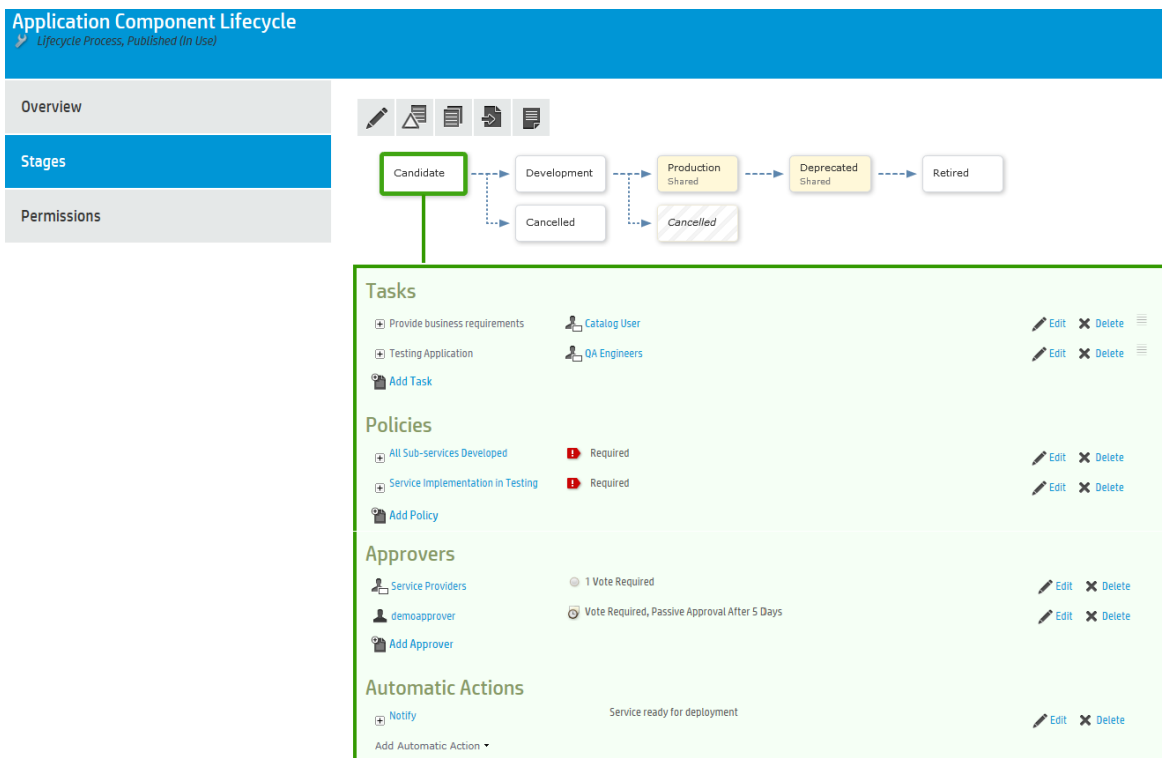 Application Component Lifecycle
Lifecycle Process, Published (In Use)
Overview
Stages
Permissions
Candidate
Development
Production
Shared
Deprecated
Shared
Retired
Cancelled
Cancelled
Tasks
Provide business requirements Catalog User Edit Delete
Testing Application QA Engineers Edit Delete
Add Task
Policies
All Sub-services Developed Required Edit Delete
Service Implementation in Testing Required Edit Delete
Add Policy
Approvers
Service Providers 1 Vote Required Edit Delete
demoapprover Vote Required, Passive Approval After 5 Days Edit Delete
Add Approver
Automatic Actions
Notify Service ready for deployment Edit Delete
Add Automatic Action